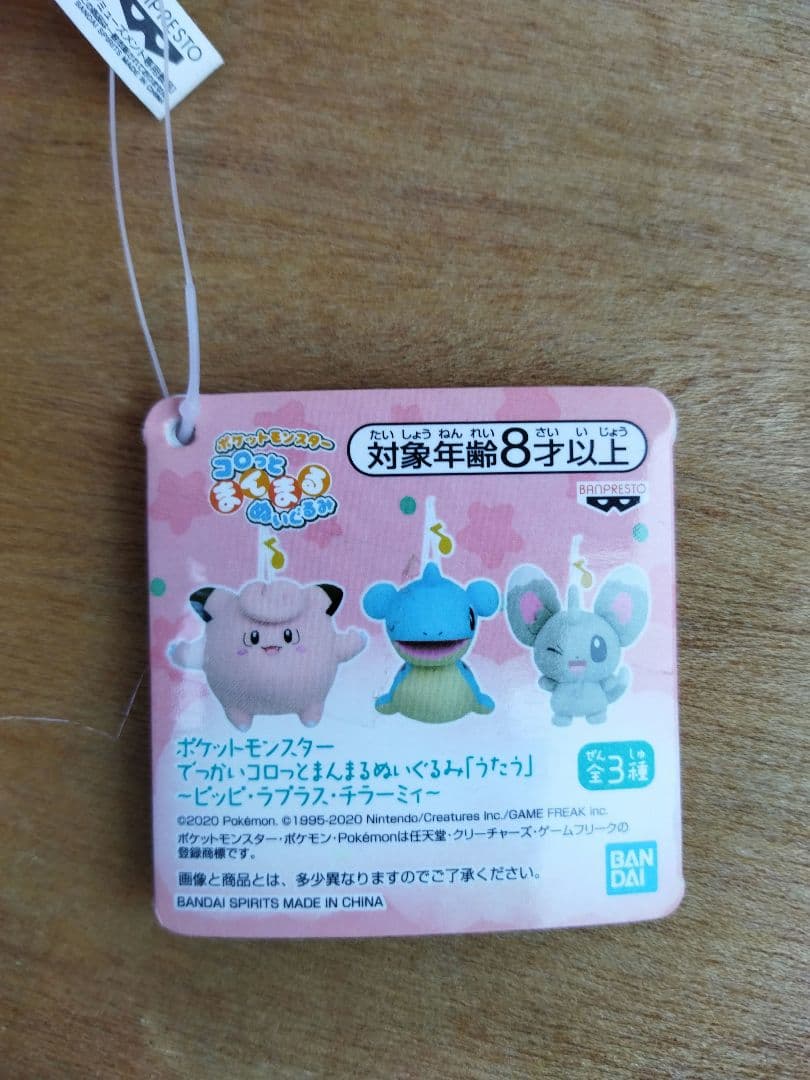 BANPRESTO
BANDAI SPIRITS MADE IN CHINA
ポケットモンスター
コロっと
まんまる
ぬいぐるみ
たいしょうねんれい さいいじょう
対象年齢8才以上
BANPRESTO
ポケットモンスター
でっかいコロっとまんまるぬいぐるみ「うたう」
～ピッピ・ラプラス・チラーミィ～
ぜん しゅ
全3種
©2020 Pokémon. ©1995-2020 Nintendo/Creatures Inc./GAME FREAK inc.
ポケットモンスター・ポケモン・Pokémonは任天堂・クリーチャーズ・ゲームフリークの
登録商標です。
画像と商品とは、多少異なりますのでご了承ください。
BANDAI SPIRITS MADE IN CHINA
BAN
DAI